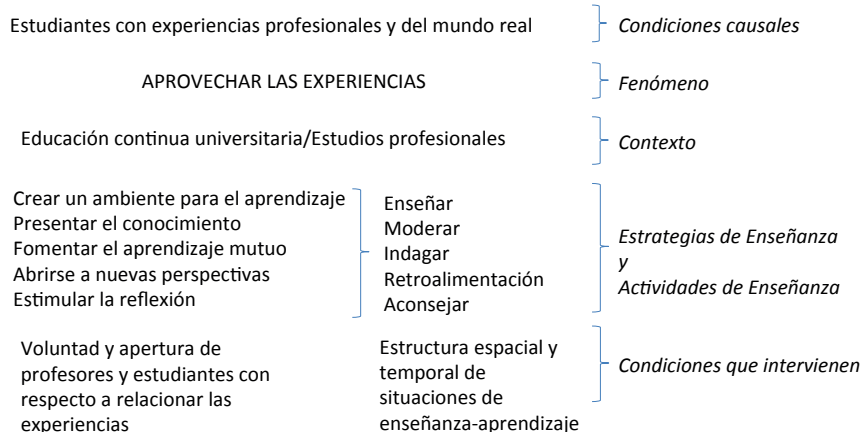 Estudiantes con experiencias profesionales y del mundo real
Condiciones causales
APROVECHAR LAS EXPERIENCIAS
Fenómeno
Educación continua universitaria/Estudios profesionales
Contexto
Crear un ambiente para el aprendizaje
Presentar el conocimiento
Fomentar el aprendizaje mutuo
Abrirse a nuevas perspectivas
Estimular la reflexión
Enseñar
Moderar
Indagar
Retroalimentación
Aconsejar
Estrategias de Enseñanza
y
Actividades de Enseñanza
Voluntad y apertura de
profesores y estudiantes con
respecto a relacionar las
experiencias
Estructura espacial y
temporal de
situaciones de
enseñanza-aprendizaje
Condiciones que intervienen